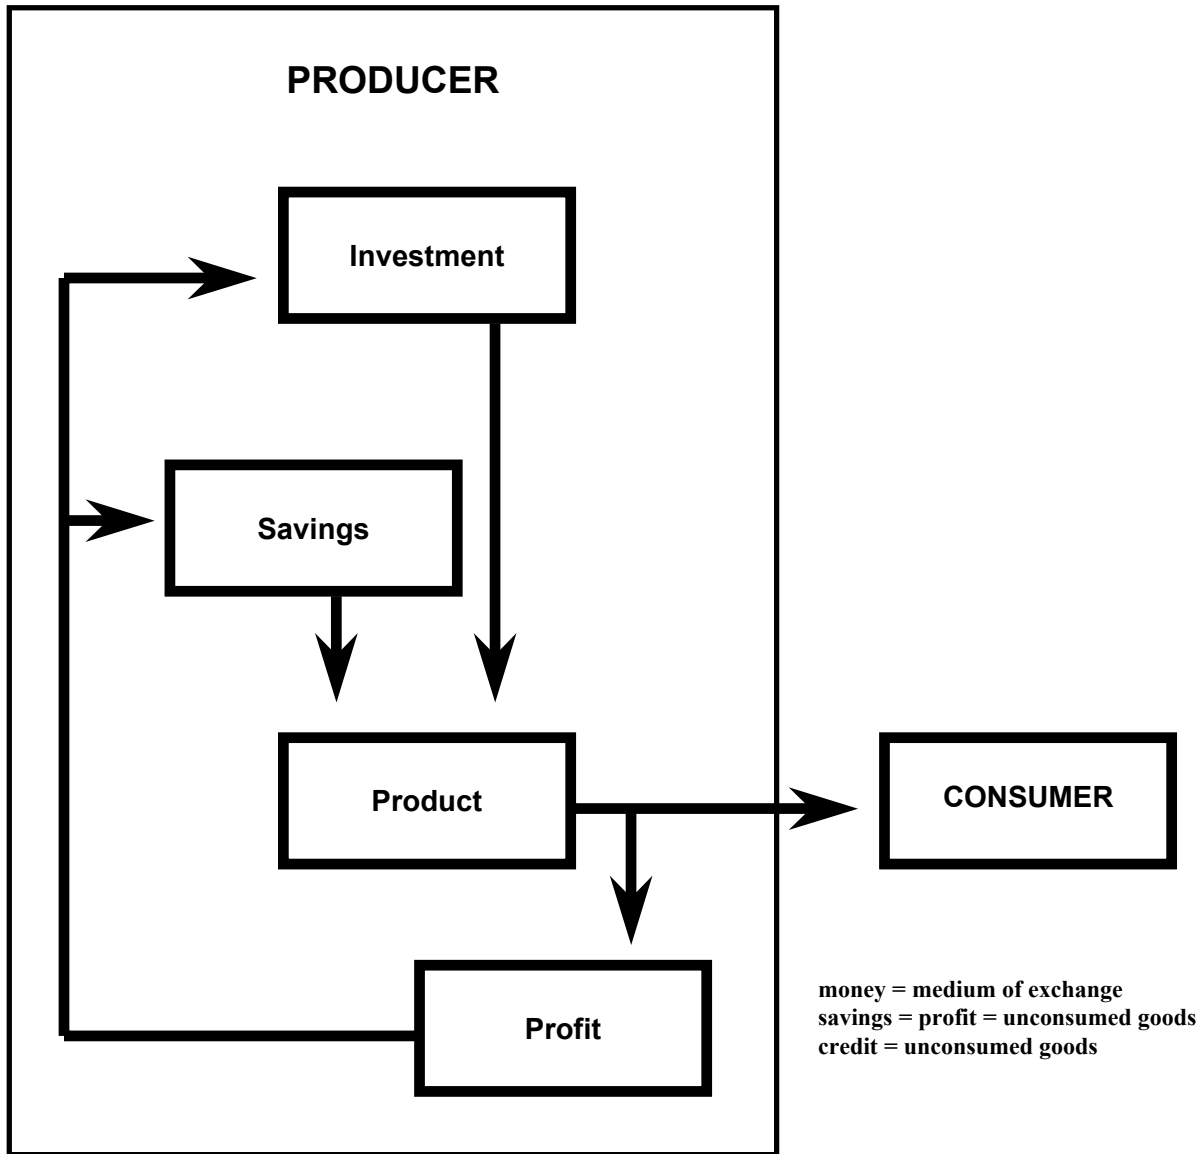 PRODUCER
Investment
Savings
Product
CONSUMER
Profit
money = medium of exchange
savings = profit = unconsumed goods
credit = unconsumed goods